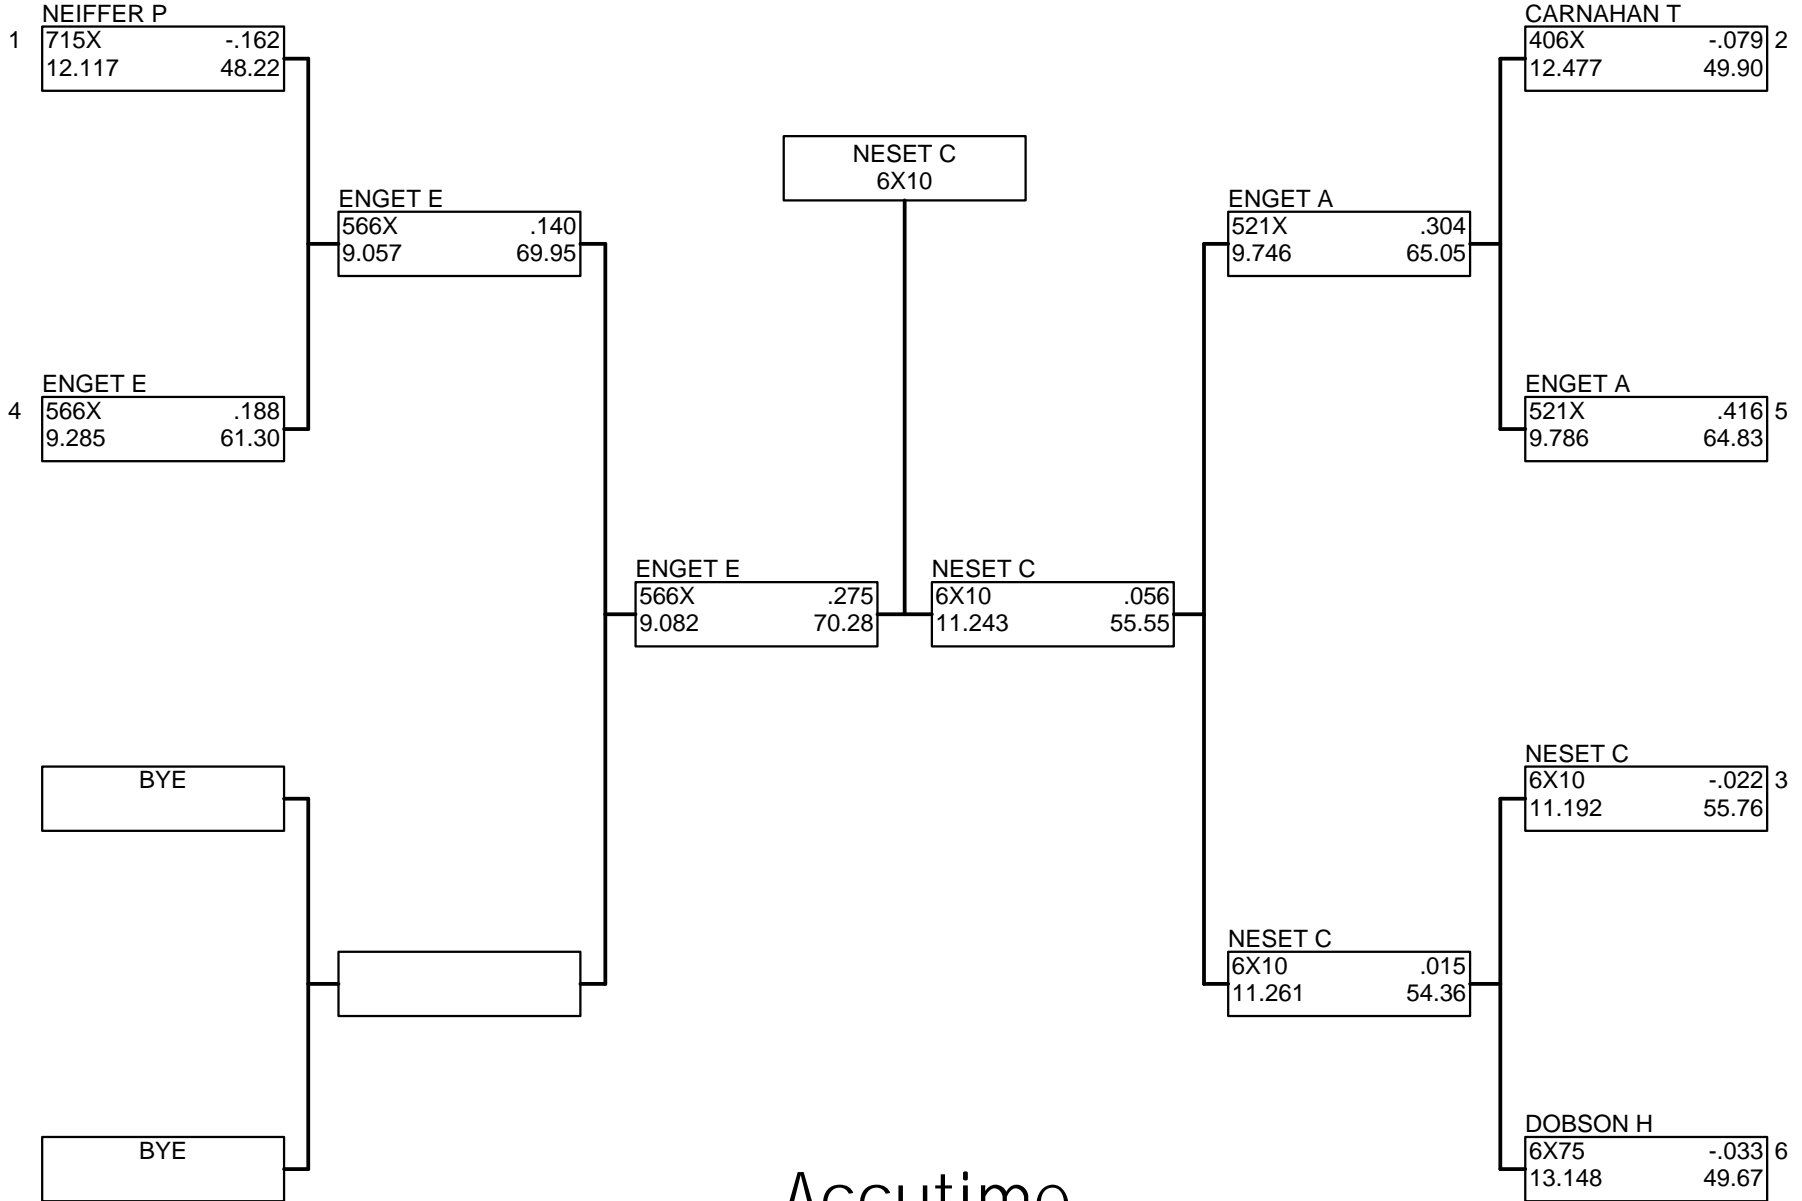 NEIFFER P
1 715X -.162
12.117 48.22
CARNAHAN T
406X -.079 2
12.477 49.90
NESET C
6X10
ENGET E
566X .140
9.057 69.95
ENGET A
521X .304
9.746 65.05
ENGET E
4 566X .188
9.285 61.30
ENGET A
521X .416 5
9.786 64.83
ENGET E
566X .275
9.082 70.28
NESET C
6X10 .056
11.243 55.55
BYE
NESET C
6X10 -.022 3
11.192 55.76
NESET C
6X10 .015
11.261 54.36
BYE
DOBSON H
6X75 -.033 6
13.148 49.67
Accutime